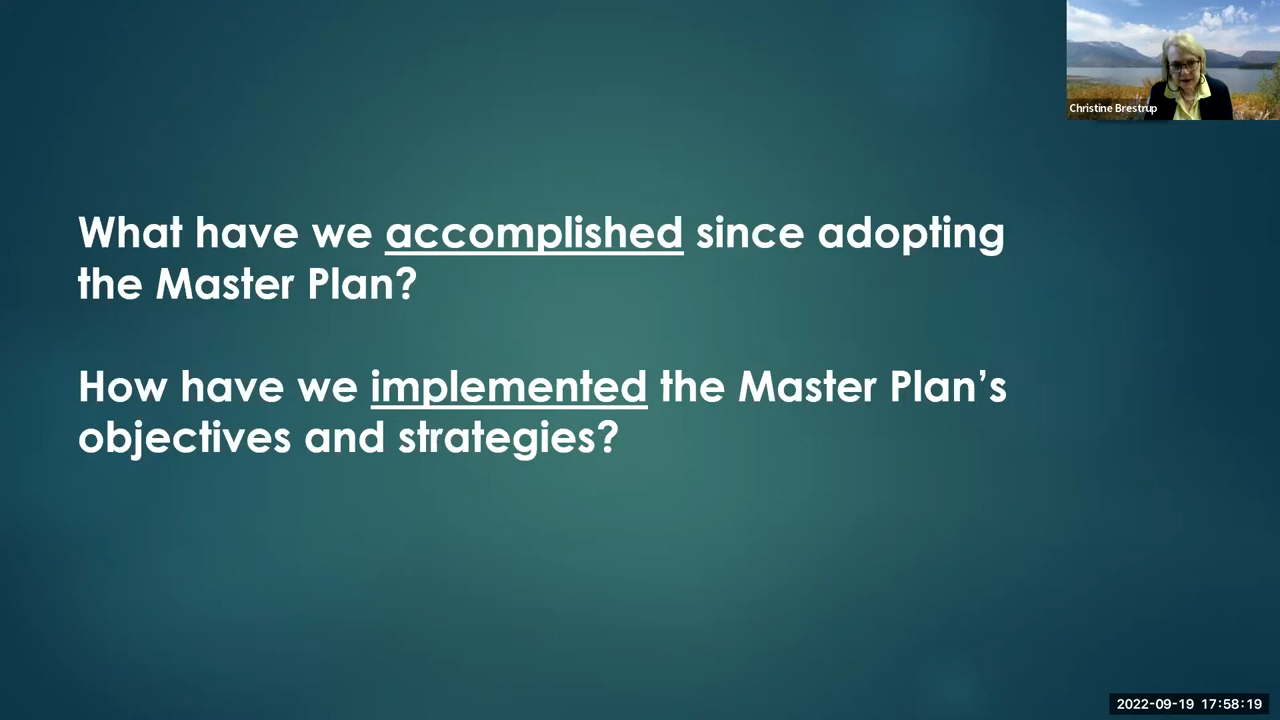 Christine Brestrup
What have we accomplished since adopting
the Master Plan?
How have we implemented the Master Plan’s
objectives and strategies?
2022-09-19 17:58:19